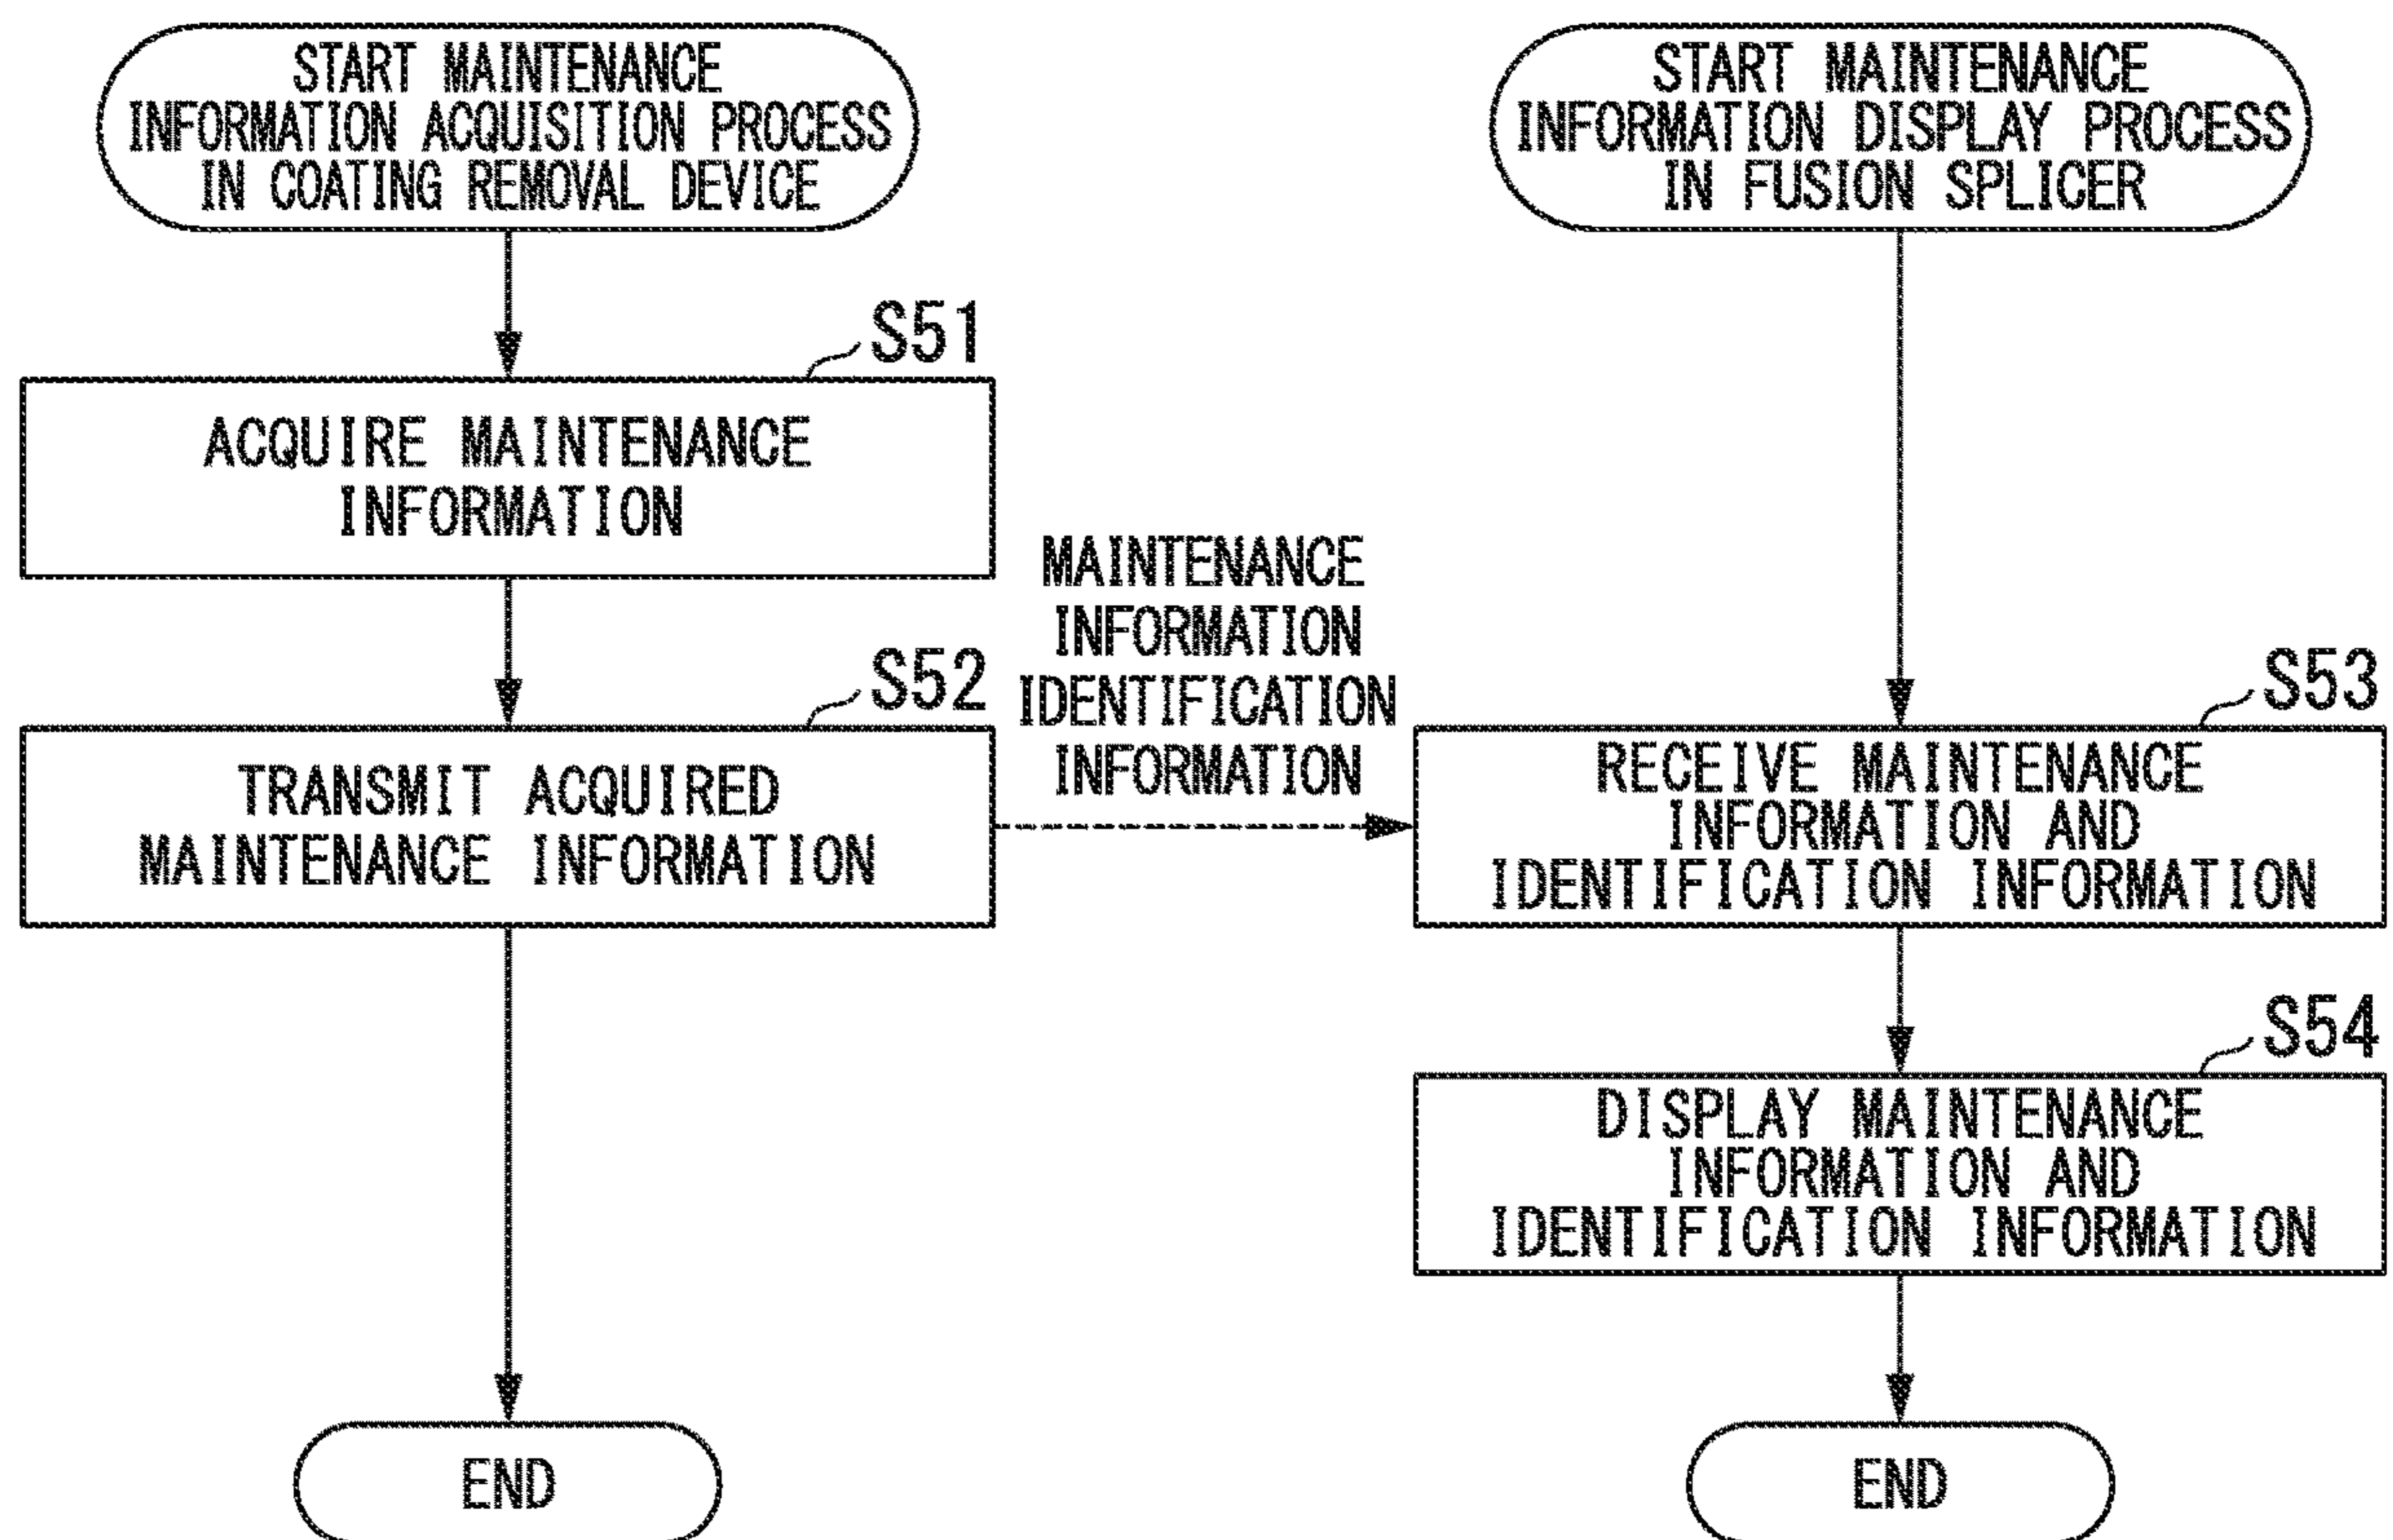 START MAINTENANCE
INFORMATION ACQUISITION PROCESS
IN COATING REMOVAL DEVICE
S51
ACQUIRE MAINTENANCE
INFORMATION
S52
TRANSMIT ACQUIRED
MAINTENANCE INFORMATION
MAINTENANCE
INFORMATION
IDENTIFICATION
INFORMATION
END
START MAINTENANCE
INFORMATION DISPLAY PROCESS
IN FUSION SPLICER
S53
RECEIVE MAINTENANCE
INFORMATION AND
IDENTIFICATION INFORMATION
S54
DISPLAY MAINTENANCE
INFORMATION AND
IDENTIFICATION INFORMATION
END